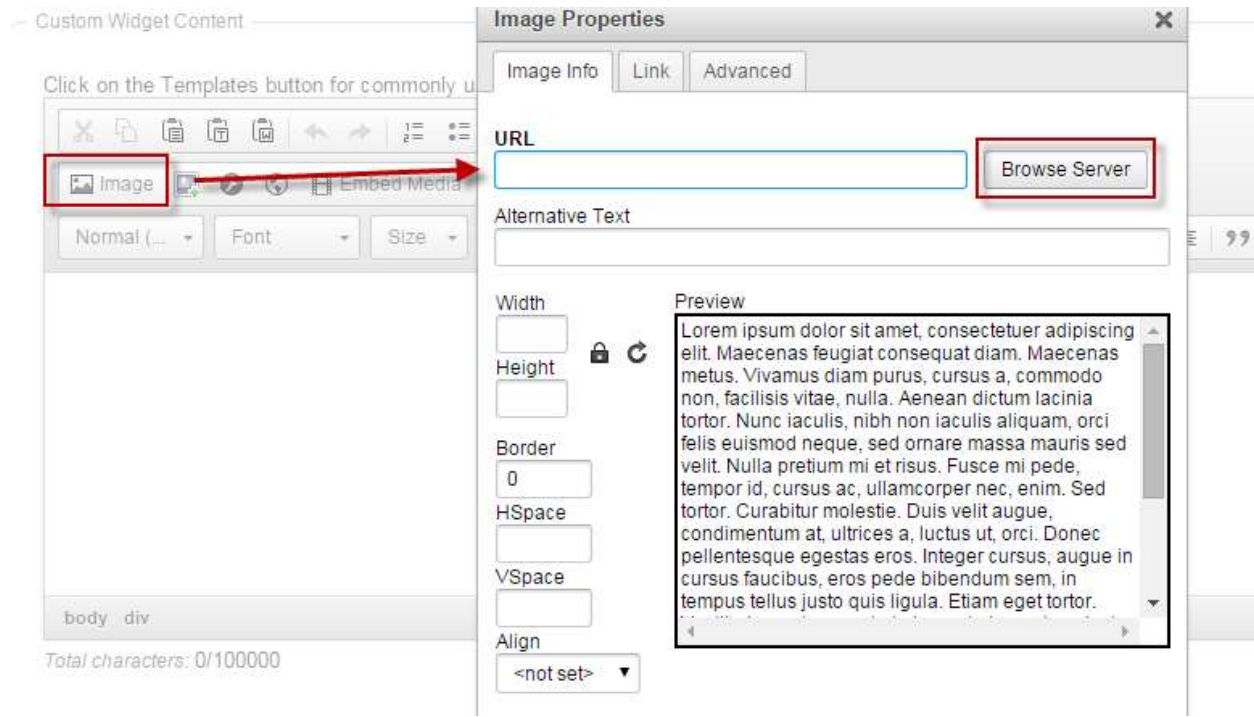 Custom Widget Content
Image Properties
Image Info
Link
Advanced
Click on the Templates button for commonly u
URL
Browse Server
Image
Embed Media
Alternative Text
Normal (...
Font
Size
Width
Height
Border
0
HSpace
VSpace
Align
<not set>
Preview
Lorem ipsum dolor sit amet, consectetuer adipiscing
elit. Maecenas feugiat consequat diam. Maecenas
metus. Vivamus diam purus, cursus a, commodo
non, facilisis vitae, nulla. Aenean dictum lacinia
tortor. Nunc iaculis, nibh non iaculis aliquam, orci
felis euismod neque, sed ornare massa mauris sed
velit. Nulla pretium mi et risus. Fusce mi pede,
tempor id, cursus ac, ullamcorper nec, enim. Sed
tortor. Curabitur molestie. Duis velit augue,
condimentum at, ultrices a, luctus ut, orci. Donec
pellentesque egestas eros. Integer cursus, augue in
cursus faucibus, eros pede bibendum sem, in
tempus tellus justo quis ligula. Etiam eget tortor.
body div
Total characters: 0/100000